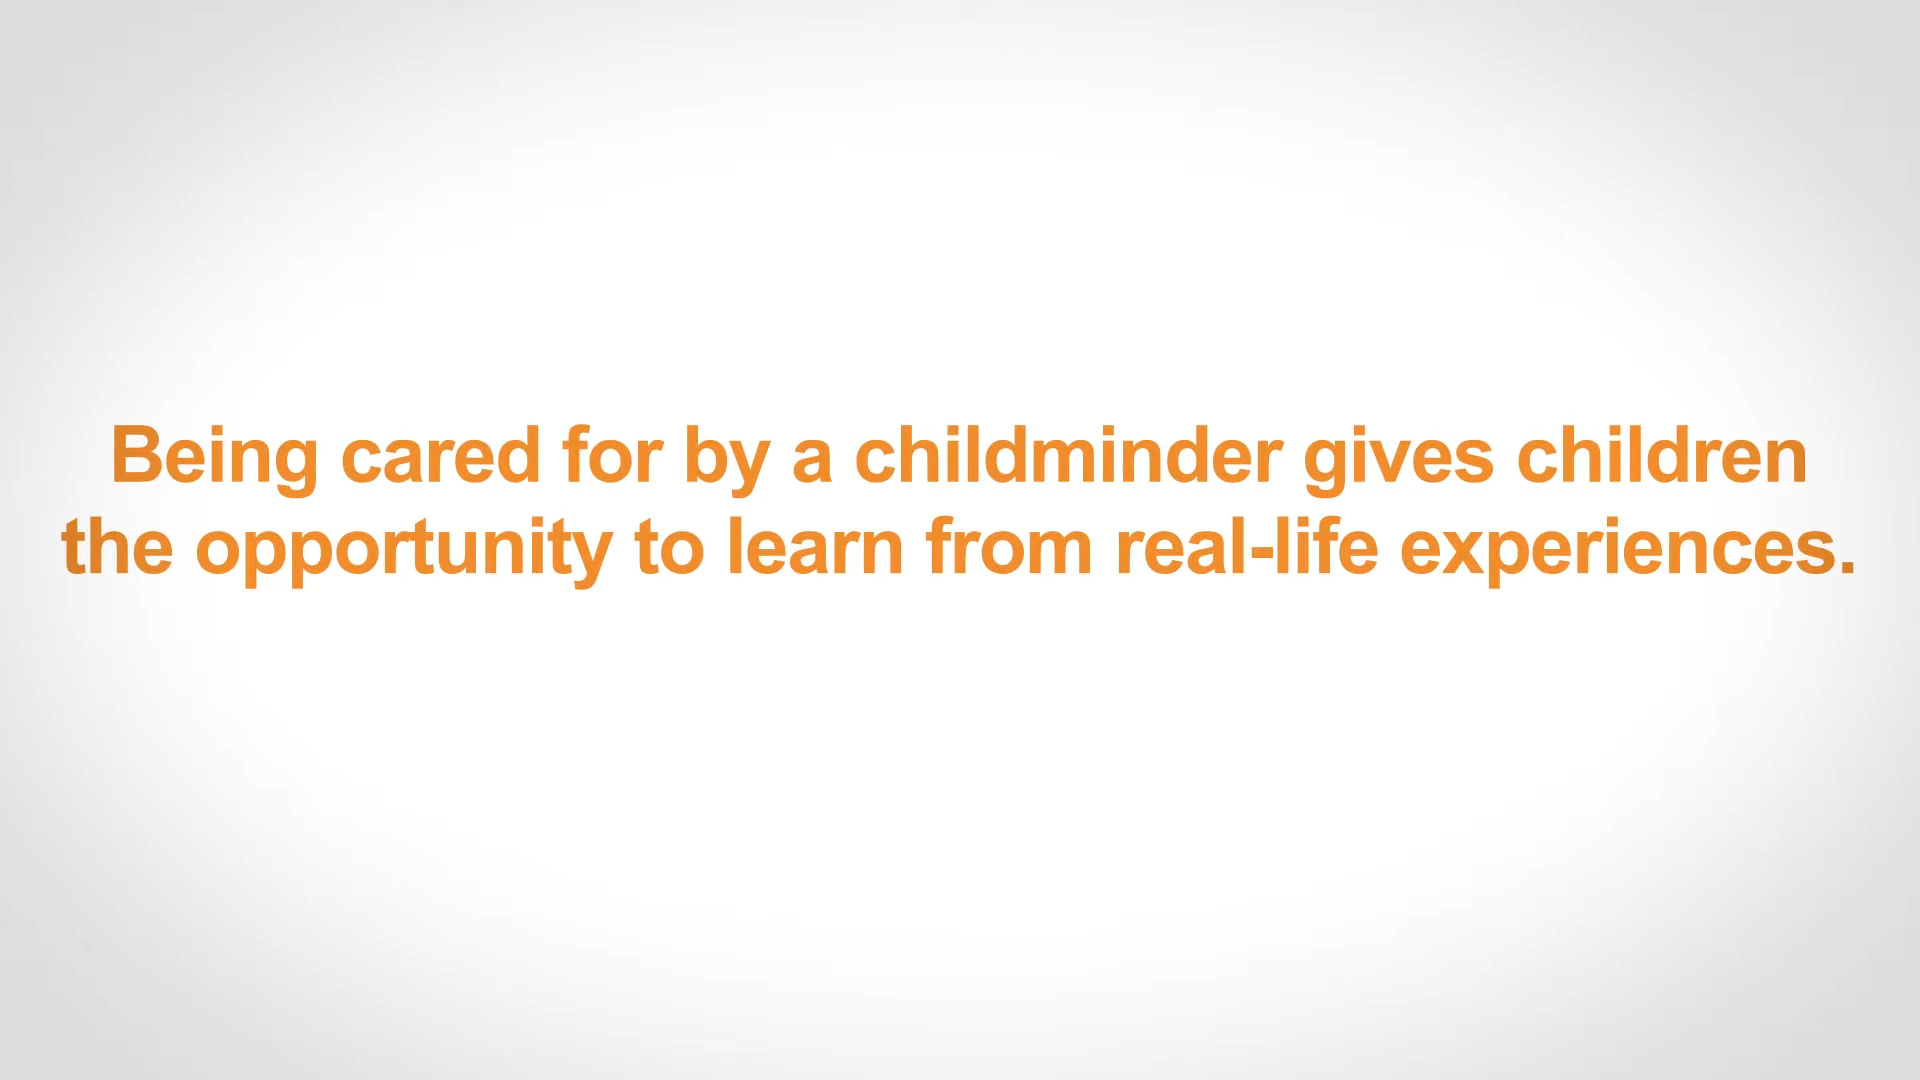 Being cared for by a childminder gives children
the opportunity to learn from real-life experiences.